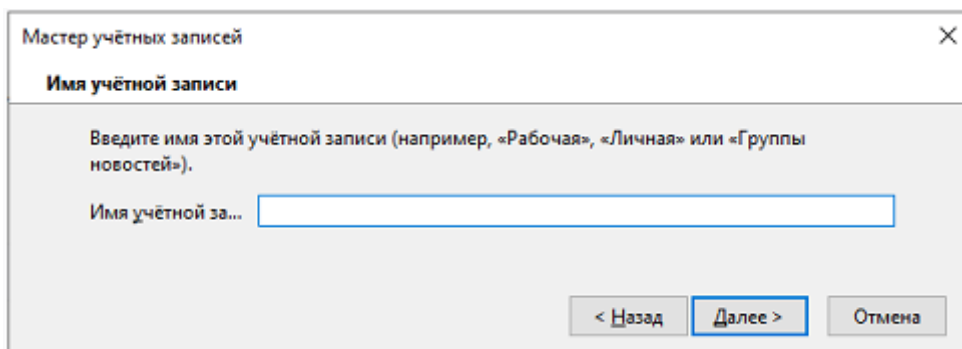 Мастер учётных записей
Имя учётной записи
Введите имя этой учётной записи (например, «Рабочая», «Личная» или «Группы
новостей»).
Имя учётной за...
< Назад
Далее >
Отмена